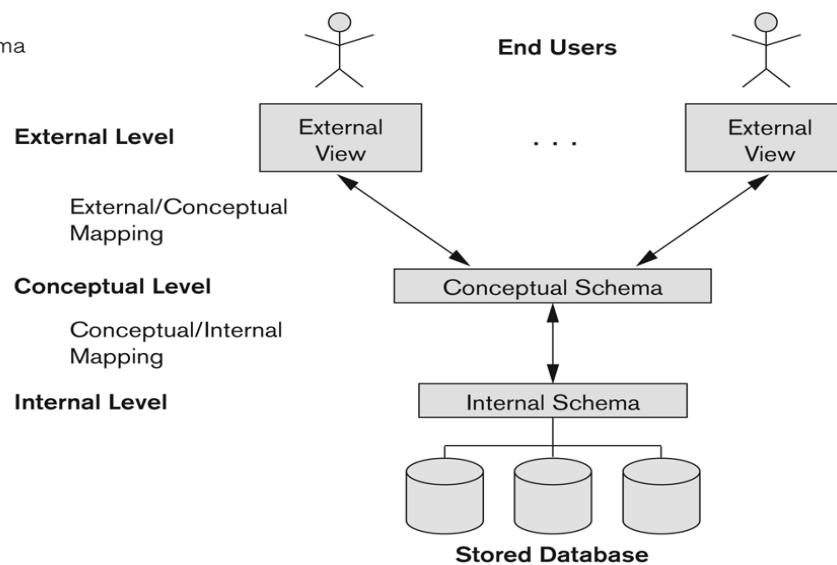 End Users
External Level
External
View
. . .
External
View
External/Conceptual
Mapping
Conceptual Level
Conceptual Schema
Conceptual/Internal
Mapping
Internal Level
Internal Schema
Stored Database